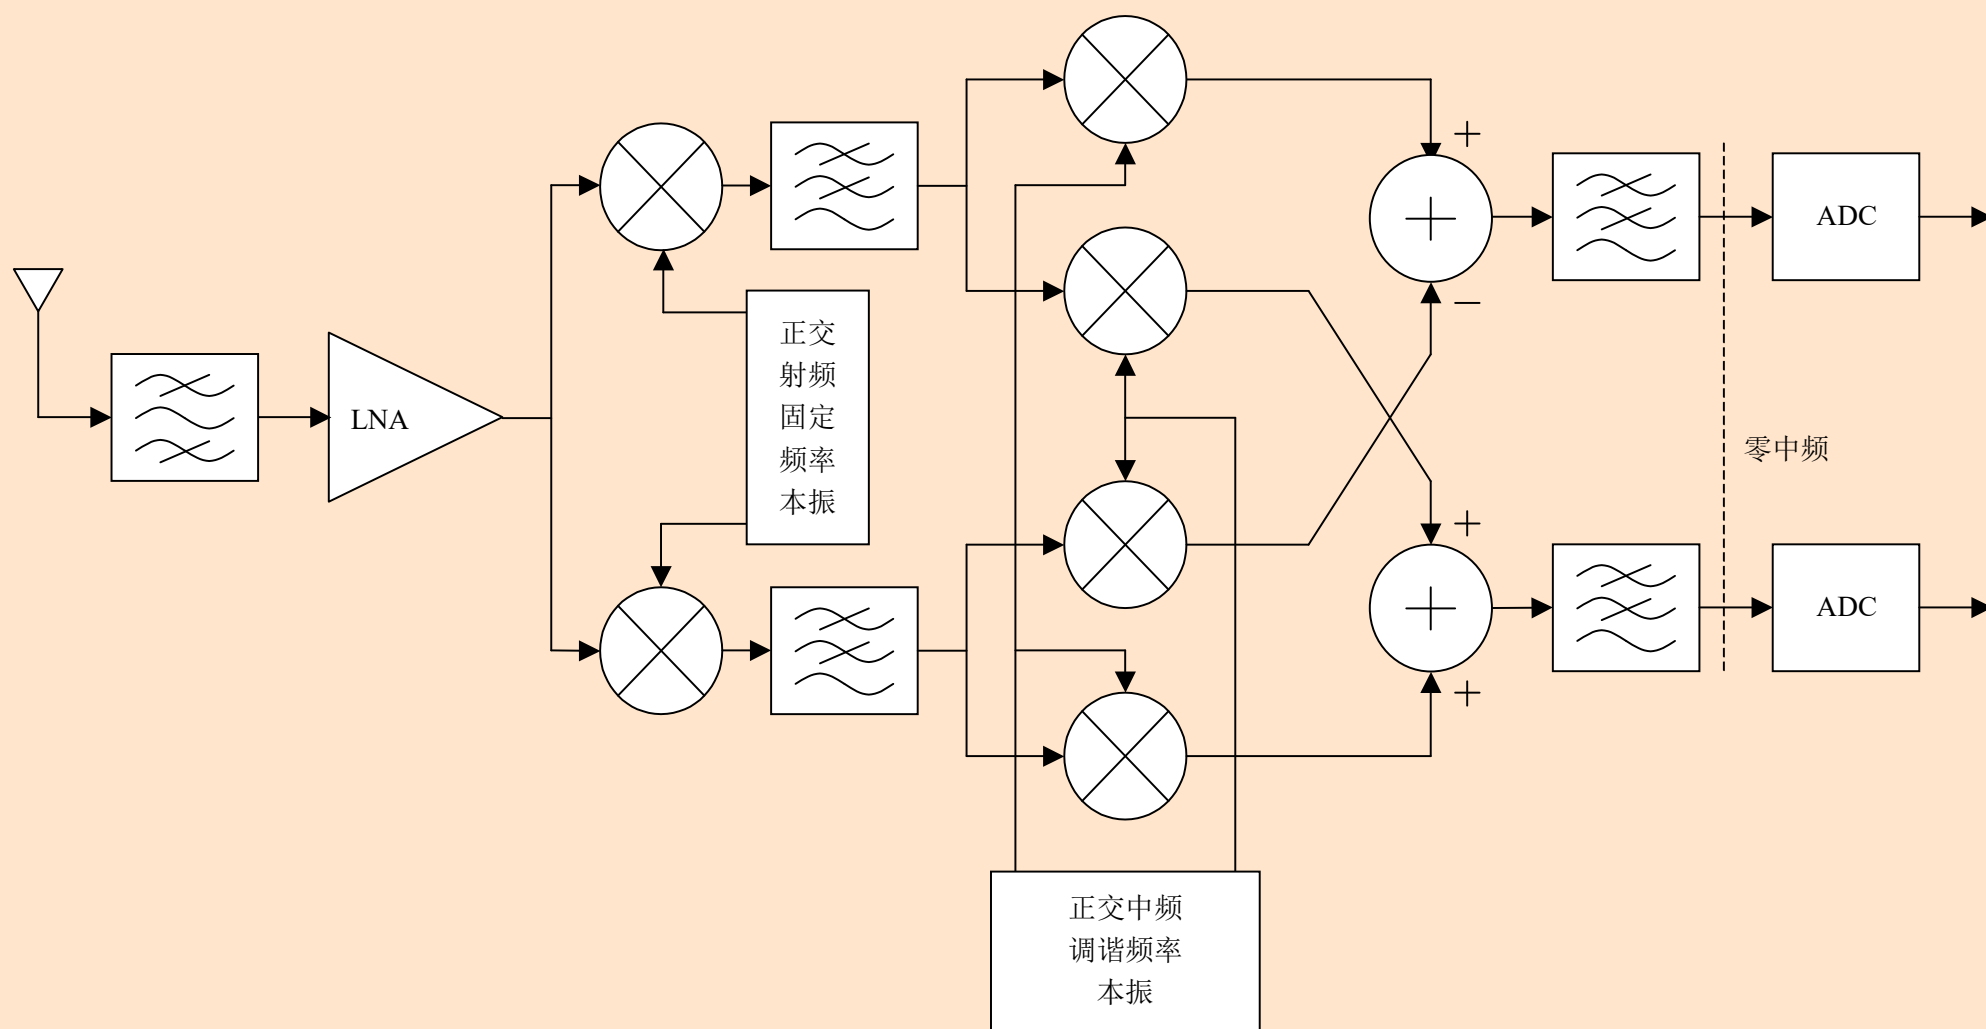 +
ADC
—
正交
射频
固定
频率
本振
LNA
零中频
+
ADC
+
正交中频
调谐频率
本振